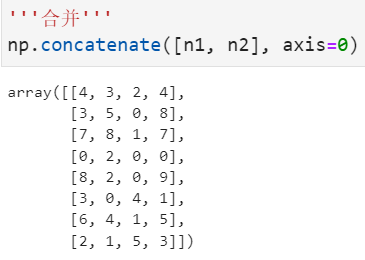 '''合并'''
np.concatenate([n1, n2], axis=0)
array([[4, 3, 2, 4],
       [3, 5, 0, 8],
       [7, 8, 1, 7],
       [0, 2, 0, 0],
       [8, 2, 0, 9],
       [3, 0, 4, 1],
       [6, 4, 1, 5],
       [2, 1, 5, 3]])